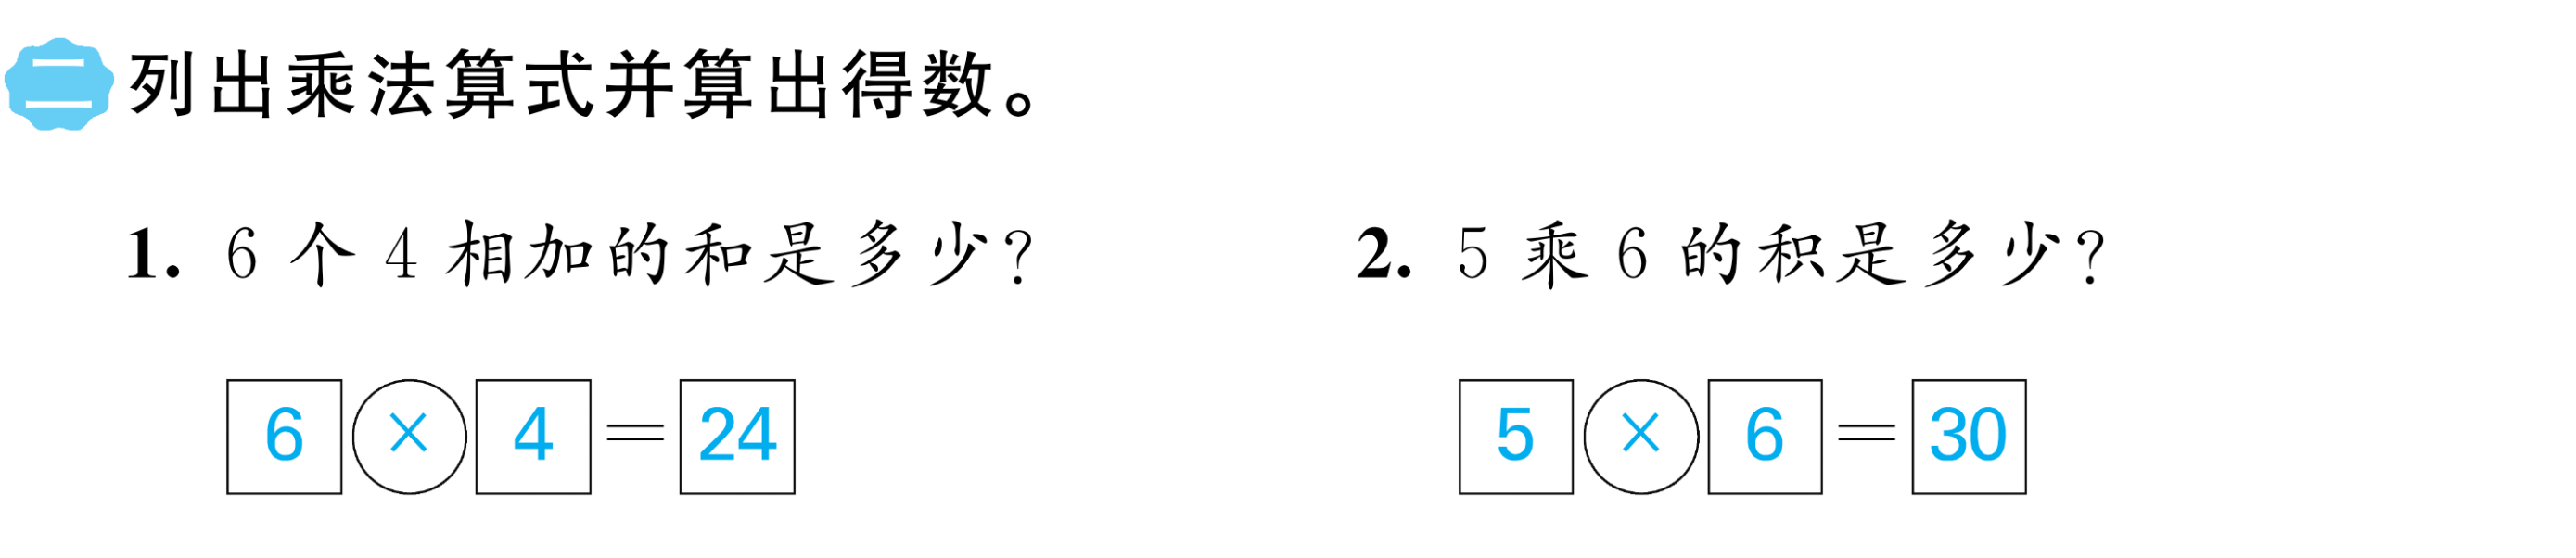 二 列出乘法算式并算出得数。
1. 6 个 4 相加的和是多少? 2. 5 乘 6 的积是多少?
6 × 4 = 24 5 × 6 = 30